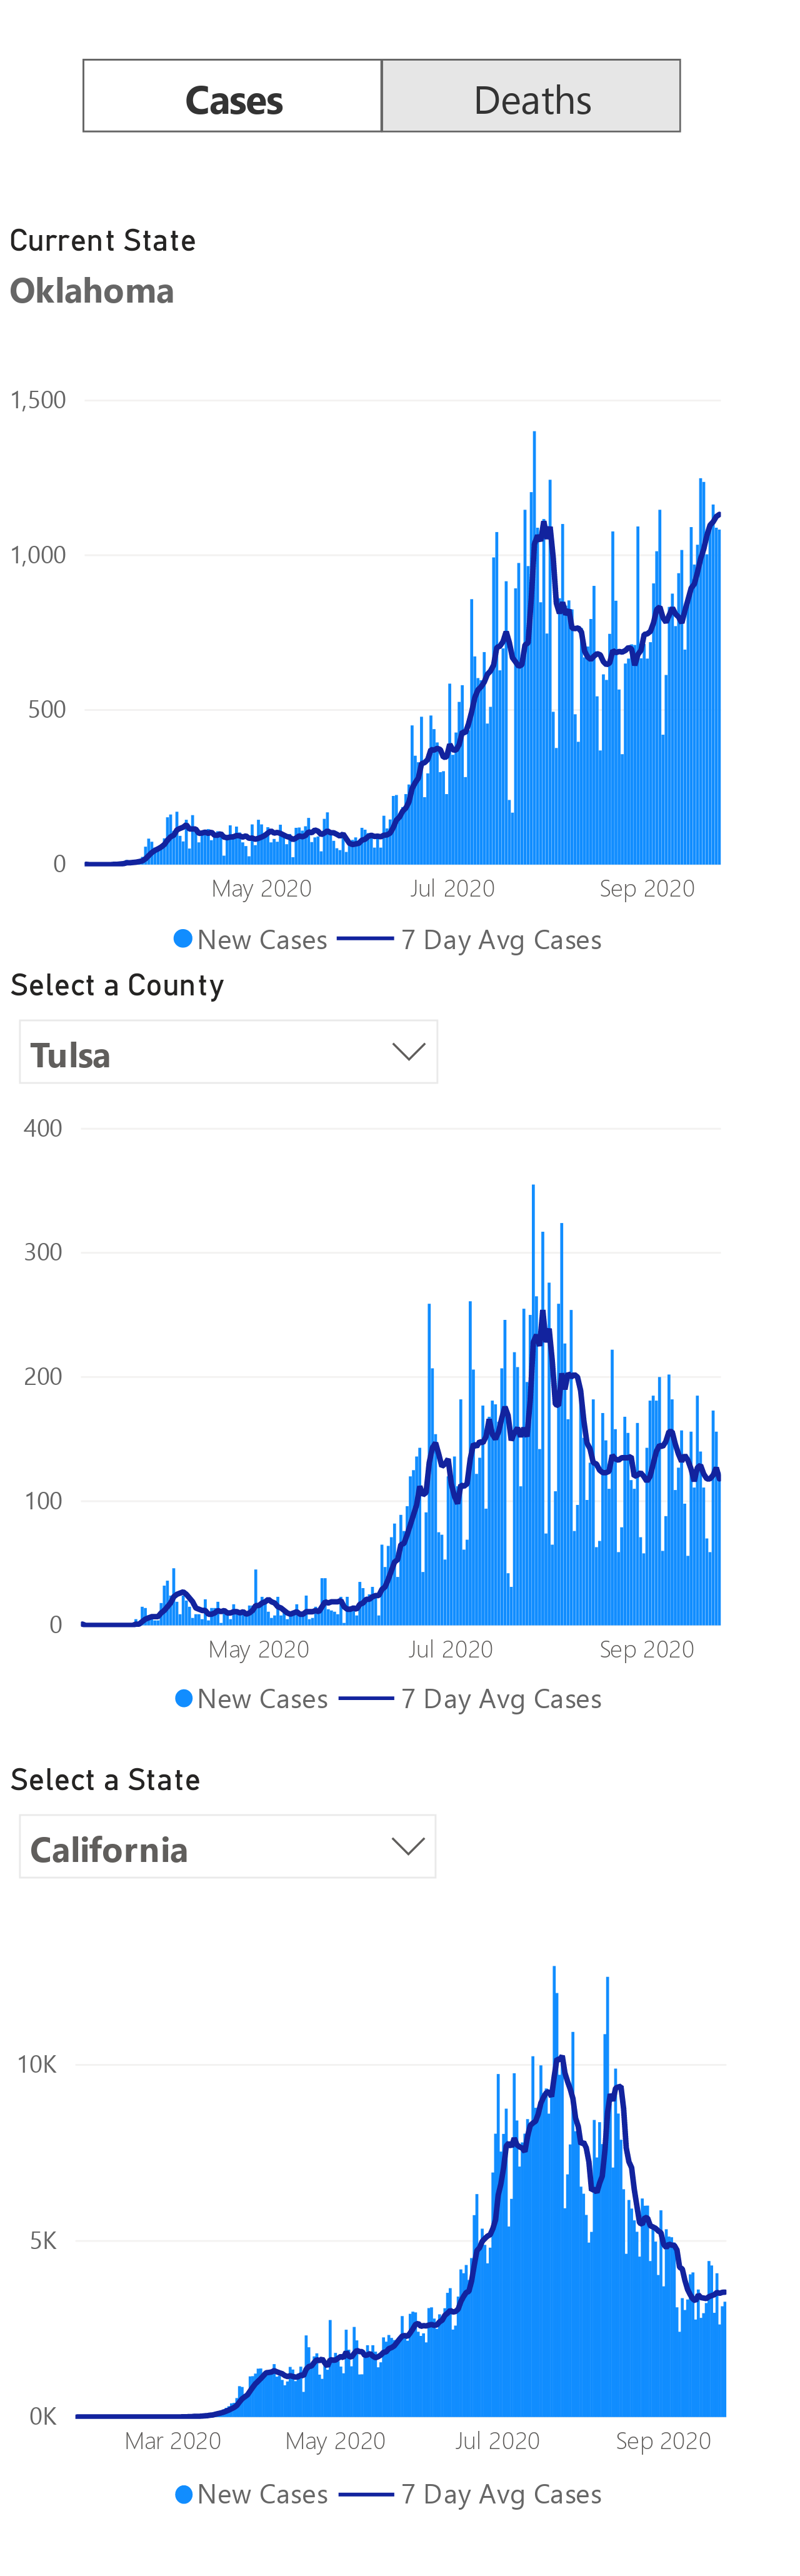 Cases Deaths
Current State
Oklahoma
1,500
1,000
500
0
May 2020 Jul 2020 Sep 2020
New Cases 7 Day Avg Cases
Select a County
Tulsa
400
300
200
100
0
May 2020 Jul 2020 Sep 2020
New Cases 7 Day Avg Cases
Select a State
California
10K
5K
0K
Mar 2020 May 2020 Jul 2020 Sep 2020
New Cases 7 Day Avg Cases